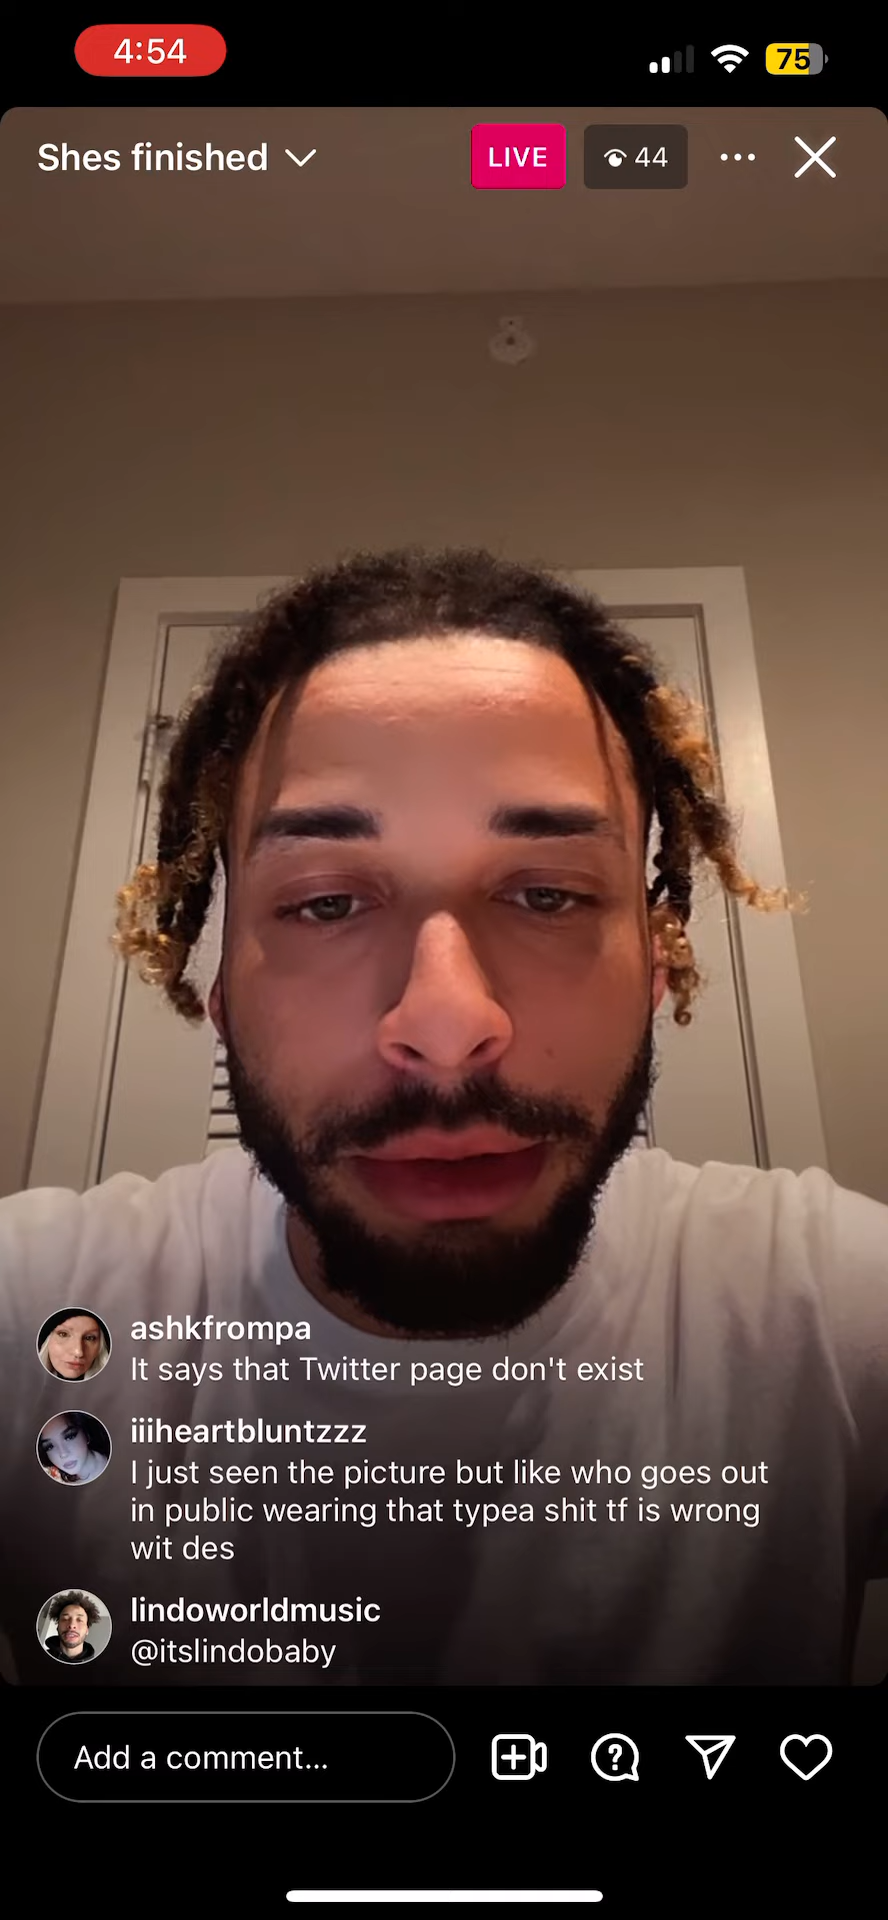 4:54
75
Shes finished
LIVE
44
ashkfrompa
It says that Twitter page don't exist
iiiheartbluntzzz
I just seen the picture but like who goes out
in public wearing that typea shit tf is wrong
wit des
lindoworldmusic
@itslindobaby
Add a comment...